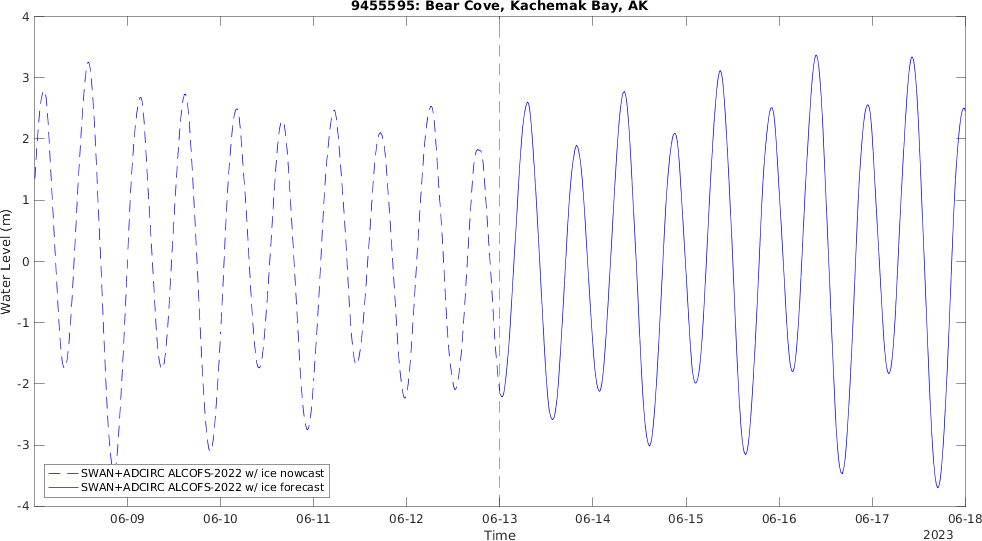 9455595: Bear Cove, Kachemak Bay, AK
4
3
2
1
0
-1
-2
-3
-4
Water Level (m)
SWAN+ADCIRC ALCOFS-2022 w/ ice nowcast
SWAN+ADCIRC ALCOFS-2022 w/ ice forecast
06-09 06-10 06-11 06-12 06-13 06-14 06-15 06-16 06-17 06-18
Time
2023